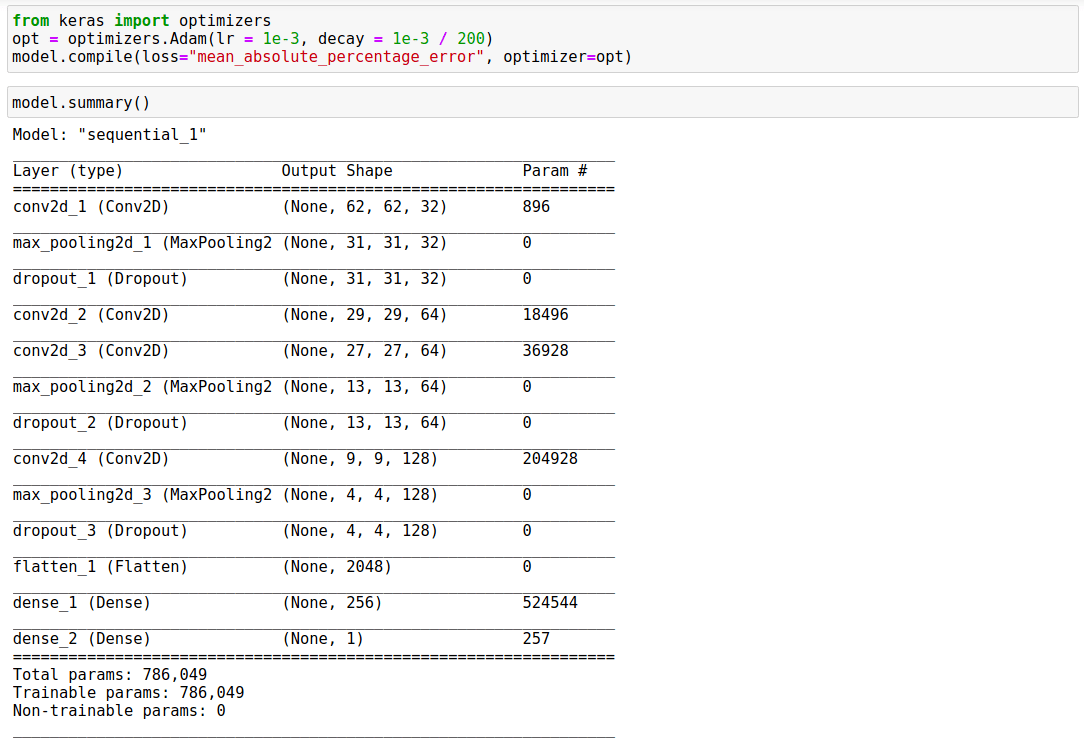 from keras import optimizers
opt = optimizers.Adam(lr = 1e-3, decay = 1e-3 / 200)
model.compile(loss="mean_absolute_percentage_error", optimizer=opt)
model.summary()
Model: "sequential_1"
_________________________________________________________________
Layer (type)                 Output Shape              Param #
=================================================================
conv2d_1 (Conv2D)            (None, 62, 62, 32)        896
_________________________________________________________________
max_pooling2d_1 (MaxPooling2 (None, 31, 31, 32)        0
_________________________________________________________________
dropout_1 (Dropout)          (None, 31, 31, 32)        0
_________________________________________________________________
conv2d_2 (Conv2D)            (None, 29, 29, 64)        18496
_________________________________________________________________
conv2d_3 (Conv2D)            (None, 27, 27, 64)        36928
_________________________________________________________________
max_pooling2d_2 (MaxPooling2 (None, 13, 13, 64)        0
_________________________________________________________________
dropout_2 (Dropout)          (None, 13, 13, 64)        0
_________________________________________________________________
conv2d_4 (Conv2D)            (None, 9, 9, 128)         204928
_________________________________________________________________
max_pooling2d_3 (MaxPooling2 (None, 4, 4, 128)         0
_________________________________________________________________
dropout_3 (Dropout)          (None, 4, 4, 128)         0
_________________________________________________________________
flatten_1 (Flatten)          (None, 2048)              0
_________________________________________________________________
dense_1 (Dense)              (None, 256)               524544
_________________________________________________________________
dense_2 (Dense)              (None, 1)                 257
=================================================================
Total params: 786,049
Trainable params: 786,049
Non-trainable params: 0
_________________________________________________________________